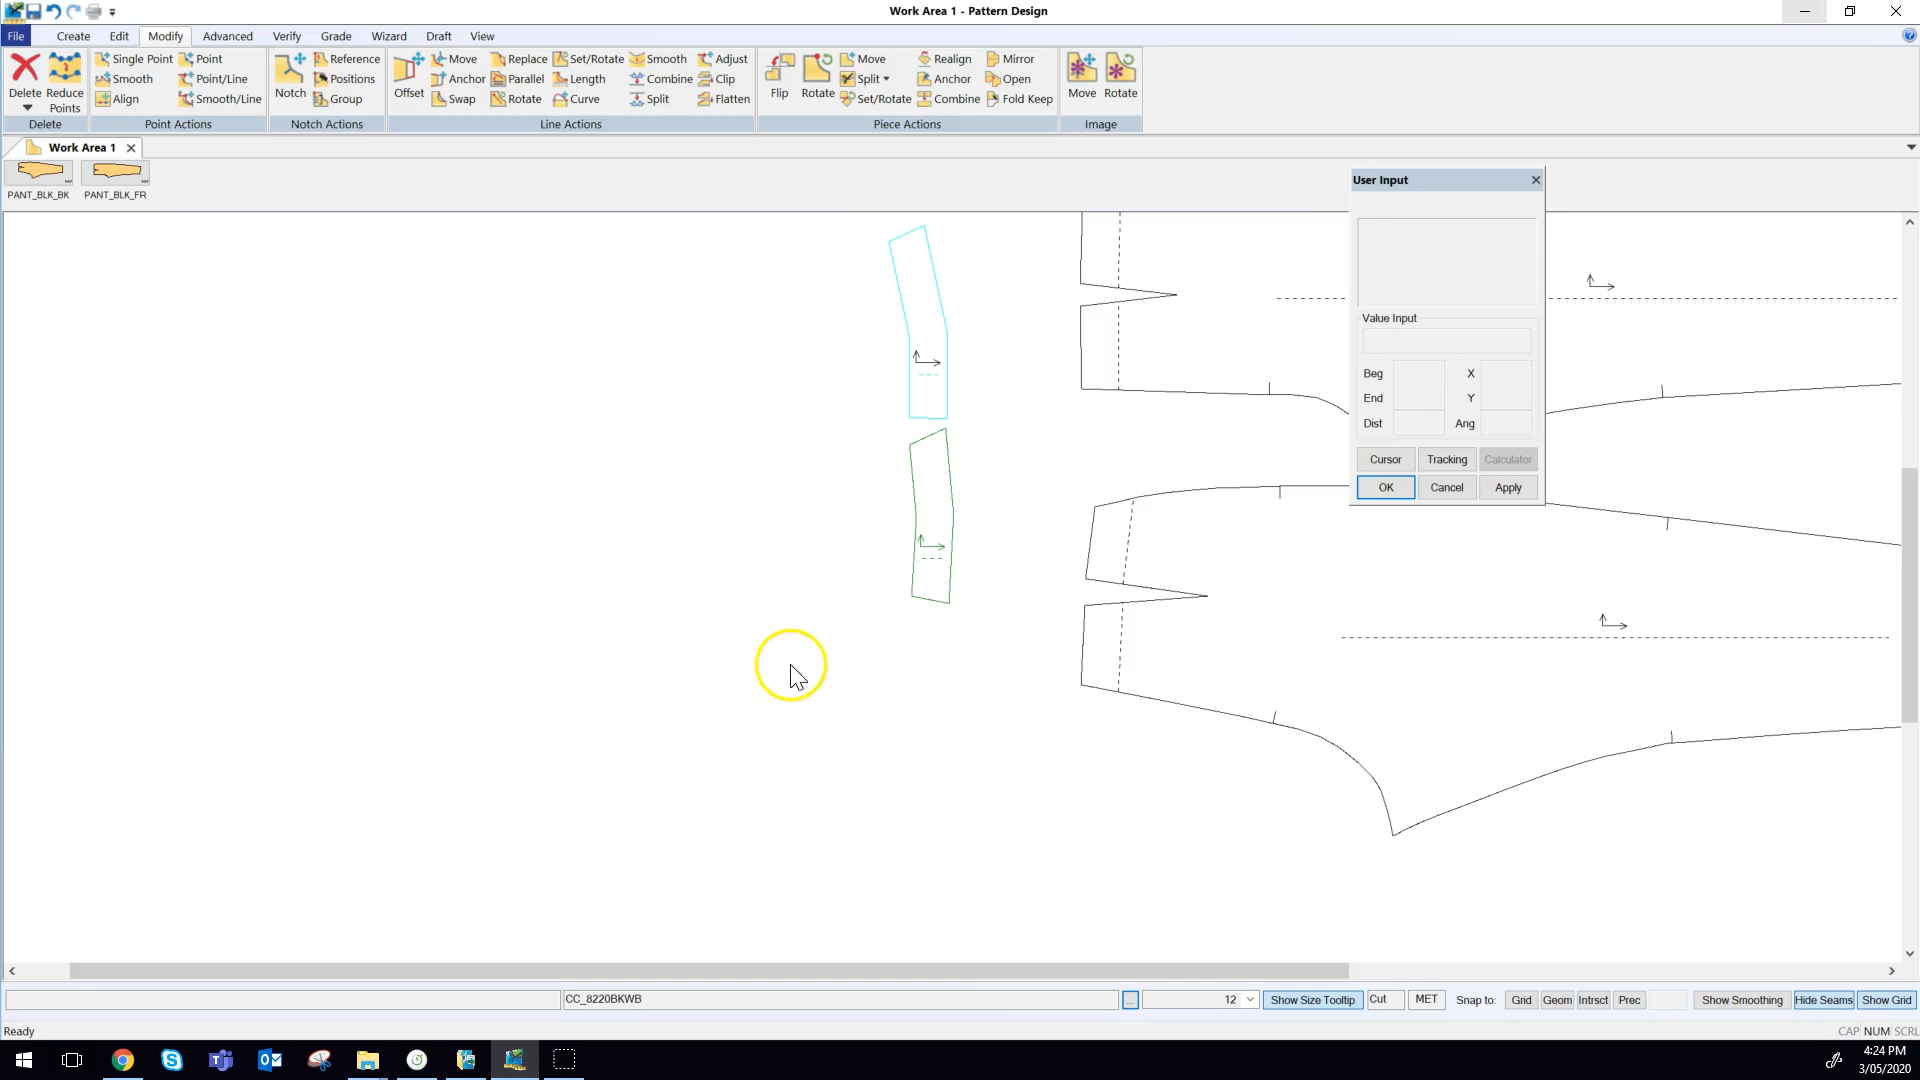 Work Area 1 - Pattern Design
File Create Edit Modify Advanced Verify Grade Wizard Draft View
Single Point Point Reference Move Replace Set/Rotate Smooth Adjust Move Realign Mirror
Smooth Point/Line Positions Anchor Parallel Length Combine Clip Split Anchor Open
Delete Reduce Points Align Smooth/Line Notch Group Offset Swap Rotate Curve Split Flatten Flip Rotate Set/Rotate Combine Fold Keep Move Rotate
Delete Point Actions Notch Actions Line Actions Piece Actions Image
Work Area 1
PANT_BLK_BK PANT_BLK_FR
User Input
Value Input
Beg X
End Y
Dist Ang
Cursor Tracking Calculator
OK Cancel Apply
CC_8220BKWB ... 12 Show Size Tooltip Cut MET Snap to: Grid Geom Intrsct Prec Show Smoothing Hide Seams Show Grid
Ready CAP NUM SCRL
4:24 PM
3/05/2020